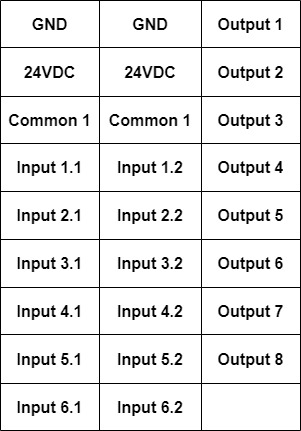 GND GND Output 1
24VDC 24VDC Output 2
Common 1 Common 1 Output 3
Input 1.1 Input 1.2 Output 4
Input 2.1 Input 2.2 Output 5
Input 3.1 Input 3.2 Output 6
Input 4.1 Input 4.2 Output 7
Input 5.1 Input 5.2 Output 8
Input 6.1 Input 6.2